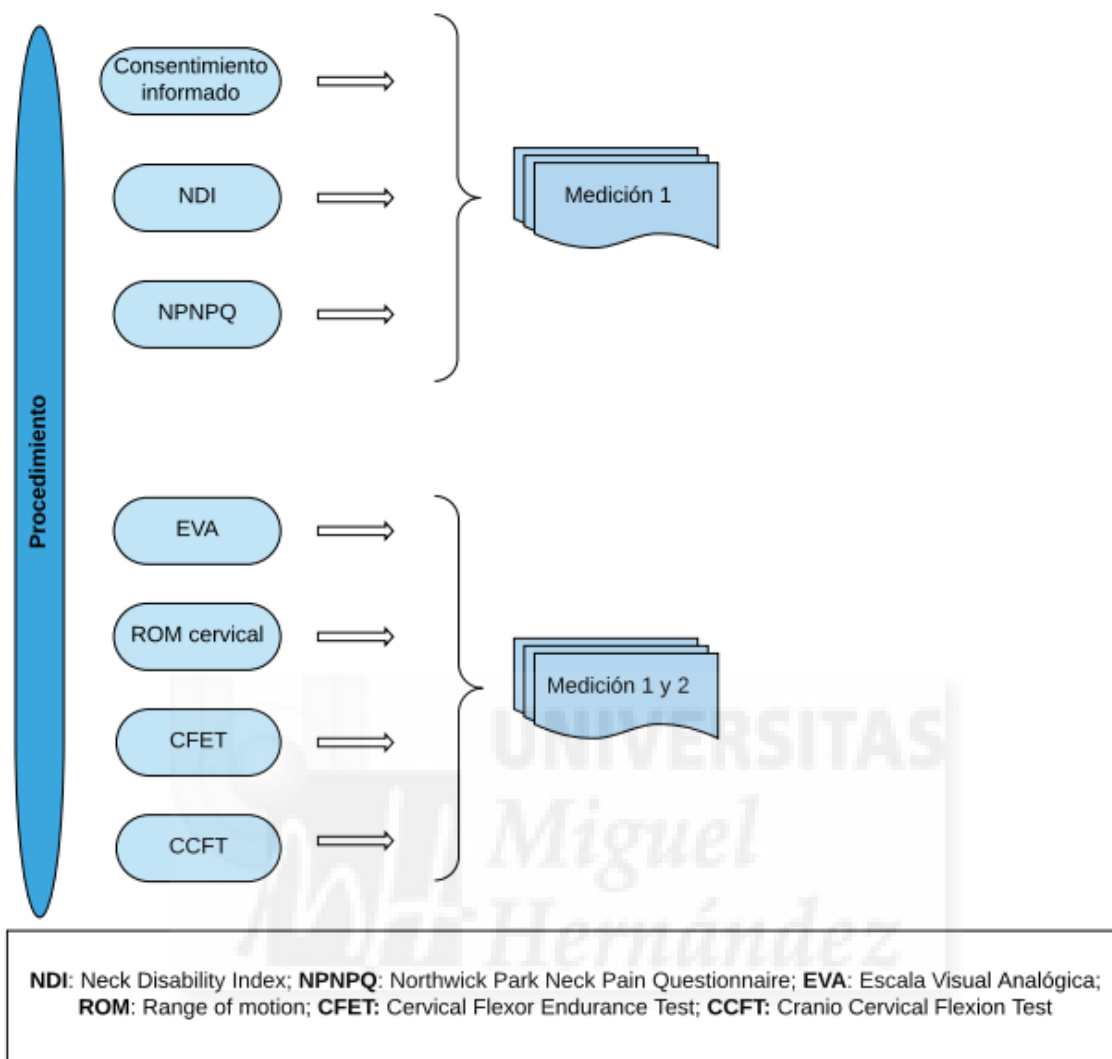 Procedimiento
Consentimiento
informado
NDI
NPNPQ
Medición 1
EVA
ROM cervical
CFET
CCFT
Medición 1 y 2
UNIVERSITAS
Miguel
Hernández
NDI: Neck Disability Index; NPNPQ: Northwick Park Neck Pain Questionnaire; EVA: Escala Visual Analógica;
ROM: Range of motion; CFET: Cervical Flexor Endurance Test; CCFT: Cranio Cervical Flexion Test